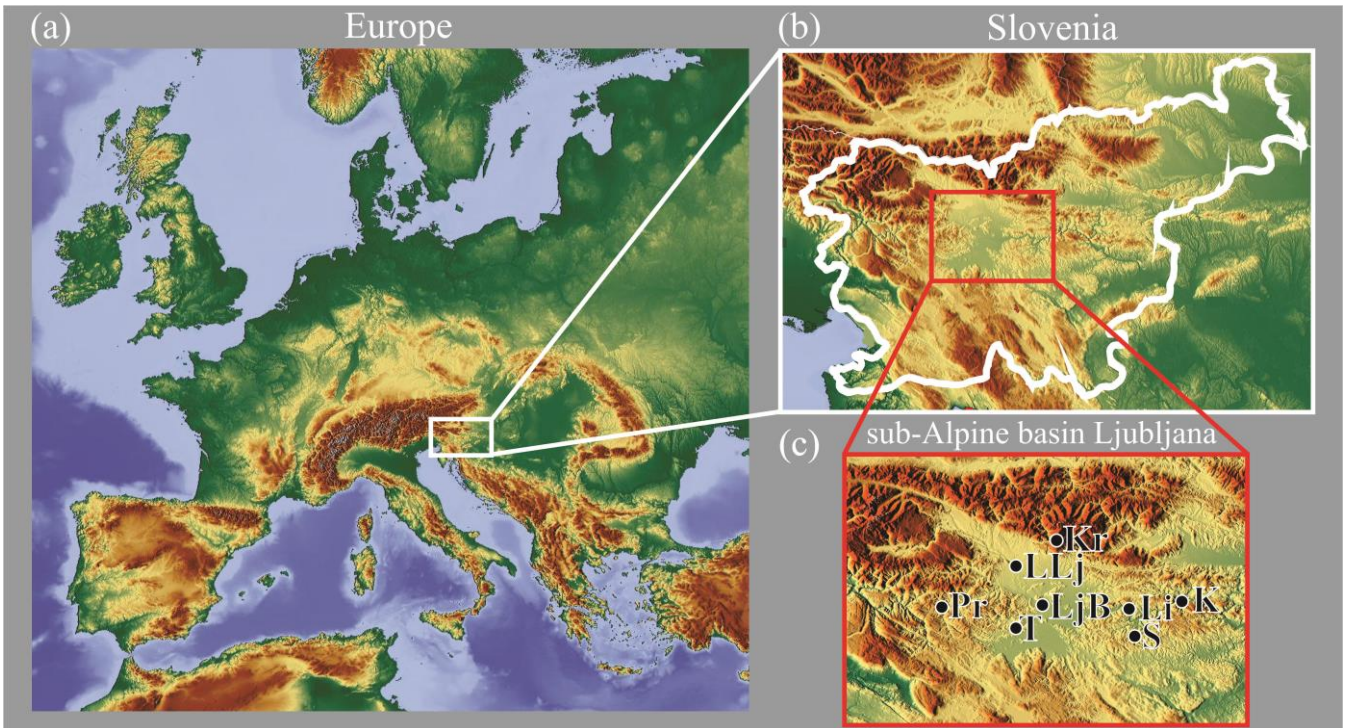 (a)
Europe
(b)
Slovenia
(c)
sub-Alpine basin Ljubljana
Kr
LLj
Pr
LjB
Li
K
T
S